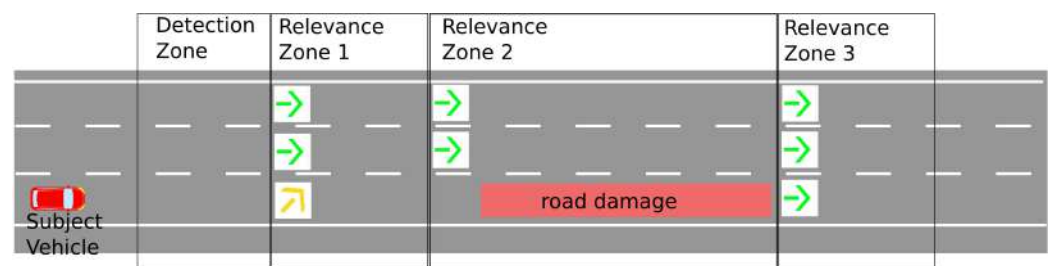 Detection
Zone
Relevance
Zone 1
Relevance
Zone 2
Relevance
Zone 3
road damage
Subject
Vehicle